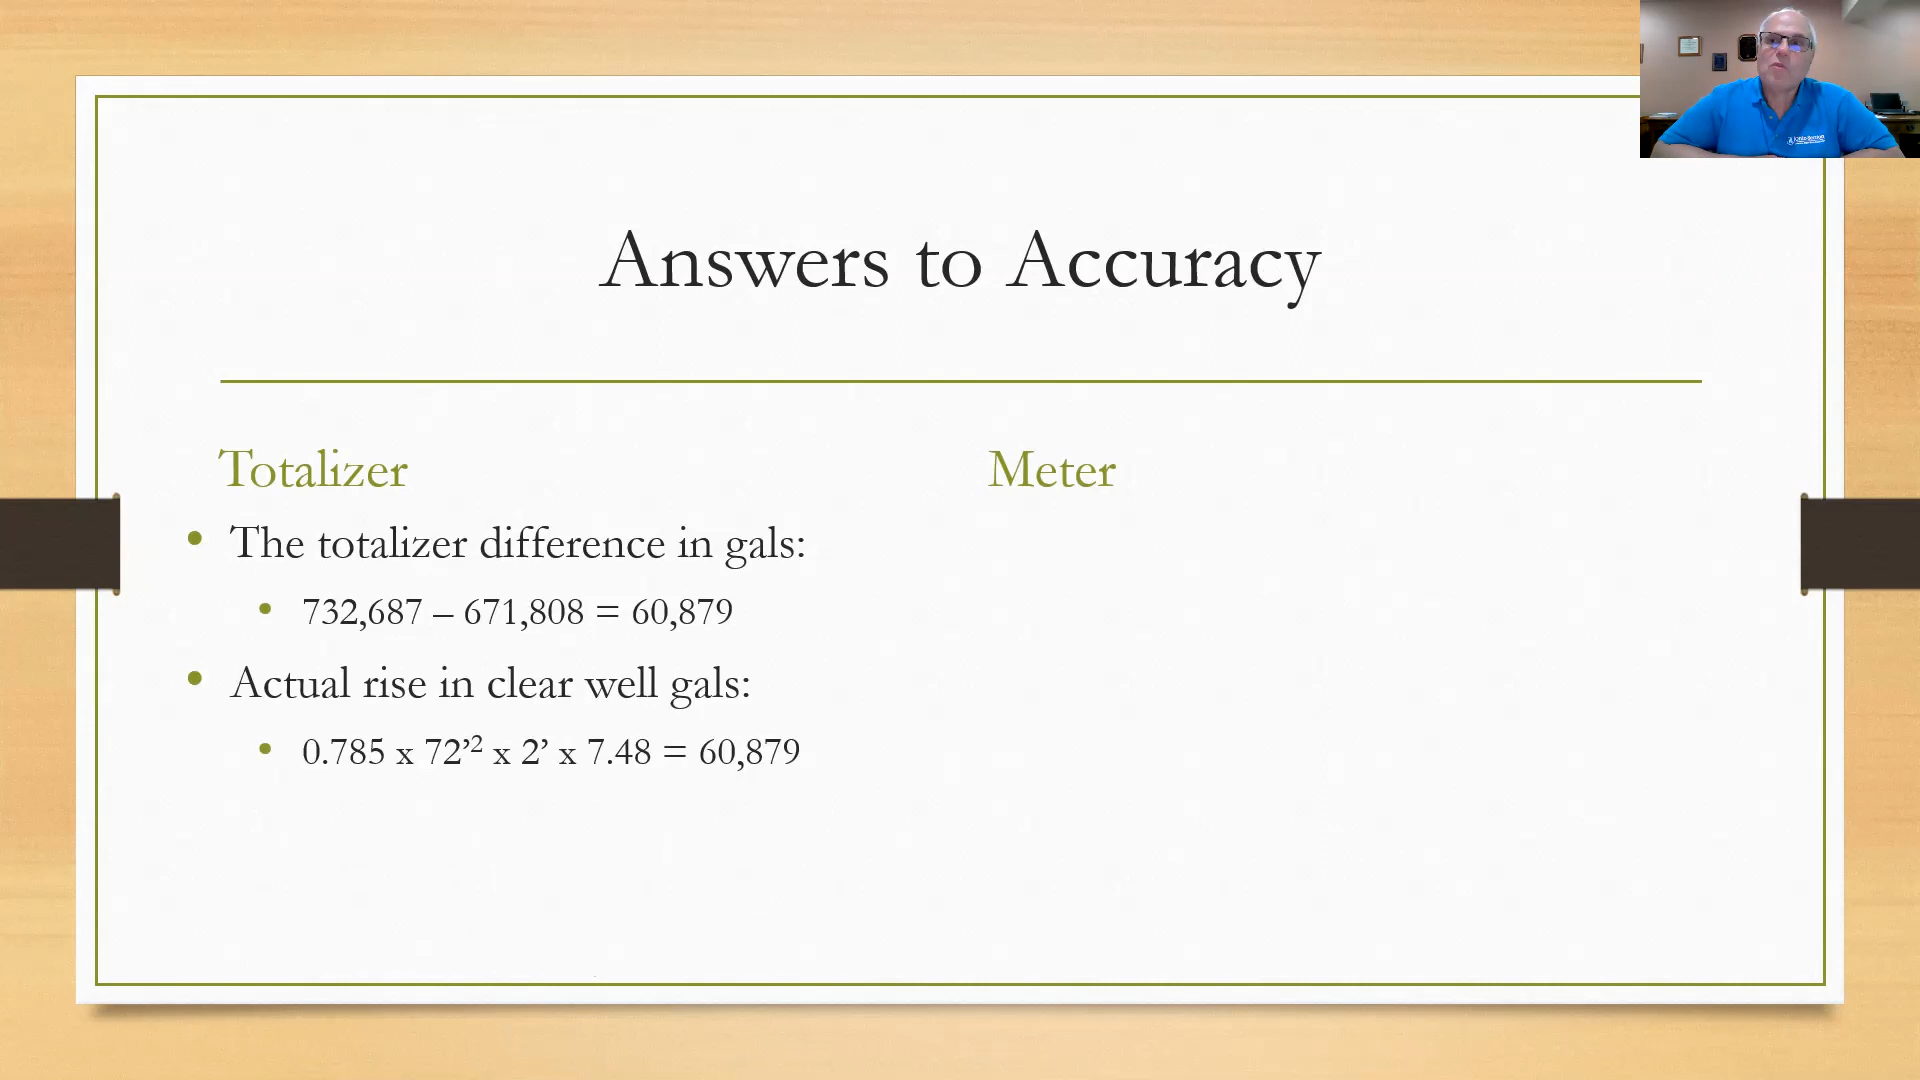 Answers to Accuracy
Totalizer
• The totalizer difference in gals:
• 732,687 – 671,808 = 60,879
• Actual rise in clear well gals:
• 0.785 x 72’² x 2’ x 7.48 = 60,879
Meter